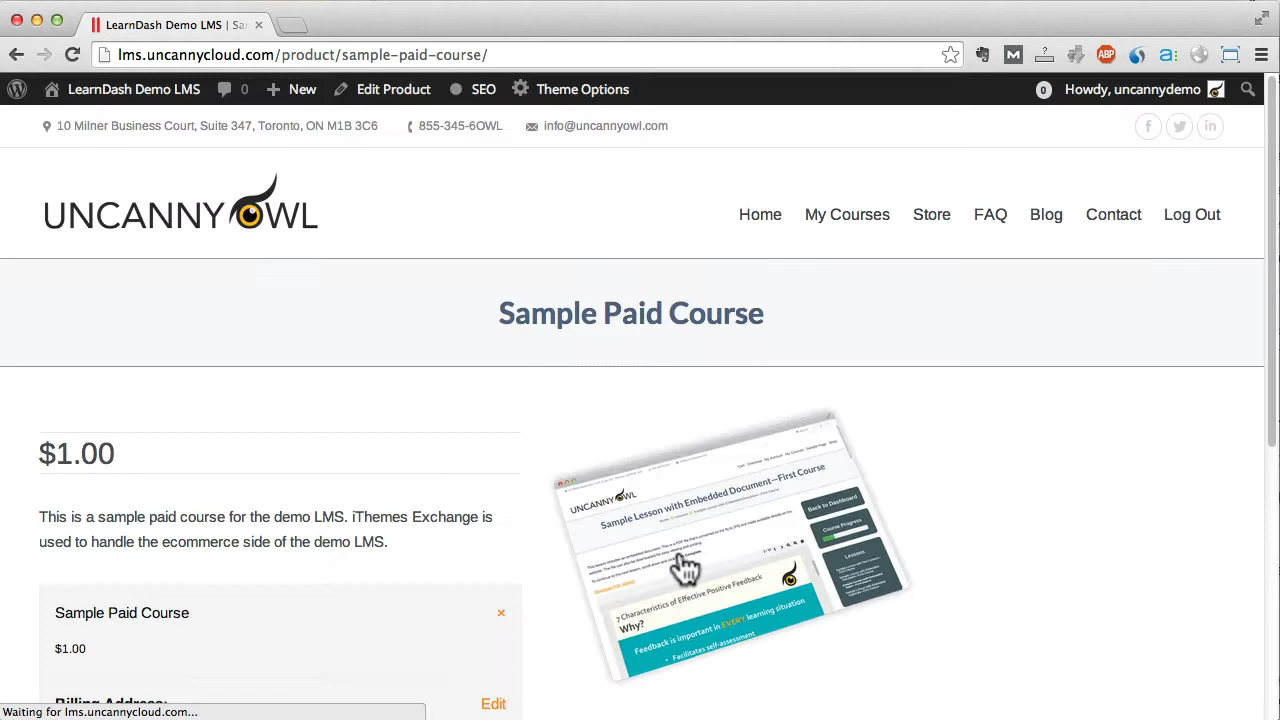 LearnDash Demo LMS | Sa
lms.uncannycloud.com/product/sample-paid-course/
ABP
LearnDash Demo LMS 0 New Edit Product SEO Theme Options 0 Howdy, uncannydemo
10 Milner Business Court, Suite 347, Toronto, ON M1B 3C6 855-345-6OWL info@uncannyowl.com
UNCANNY OWL
Home My Courses Store FAQ Blog Contact Log Out
Sample Paid Course
$1.00
This is a sample paid course for the demo LMS. iThemes Exchange is
used to handle the ecommerce side of the demo LMS.
UNCANNY OWL
Sample Lesson with Embedded Document—First Course
Back to Dashboard
Course Progress
Lessons
7 Characteristics of Effective Positive Feedback
Why?
Feedback is important in EVERY learning situation
• Facilitates self-assessment
Sample Paid Course ×
$1.00
Billing Address: Edit
Waiting for lms.uncannycloud.com...